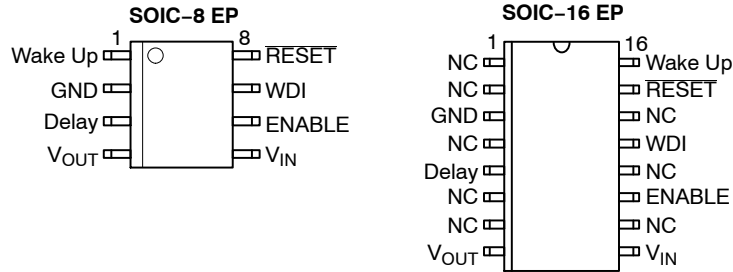 SOIC−8 EP
1 8
Wake Up RESET
GND WDI
Delay ENABLE
VOUT VIN
SOIC−16 EP
1 16
NC Wake Up
NC RESET
GND NC
NC WDI
Delay NC
NC ENABLE
NC NC
VOUT VIN